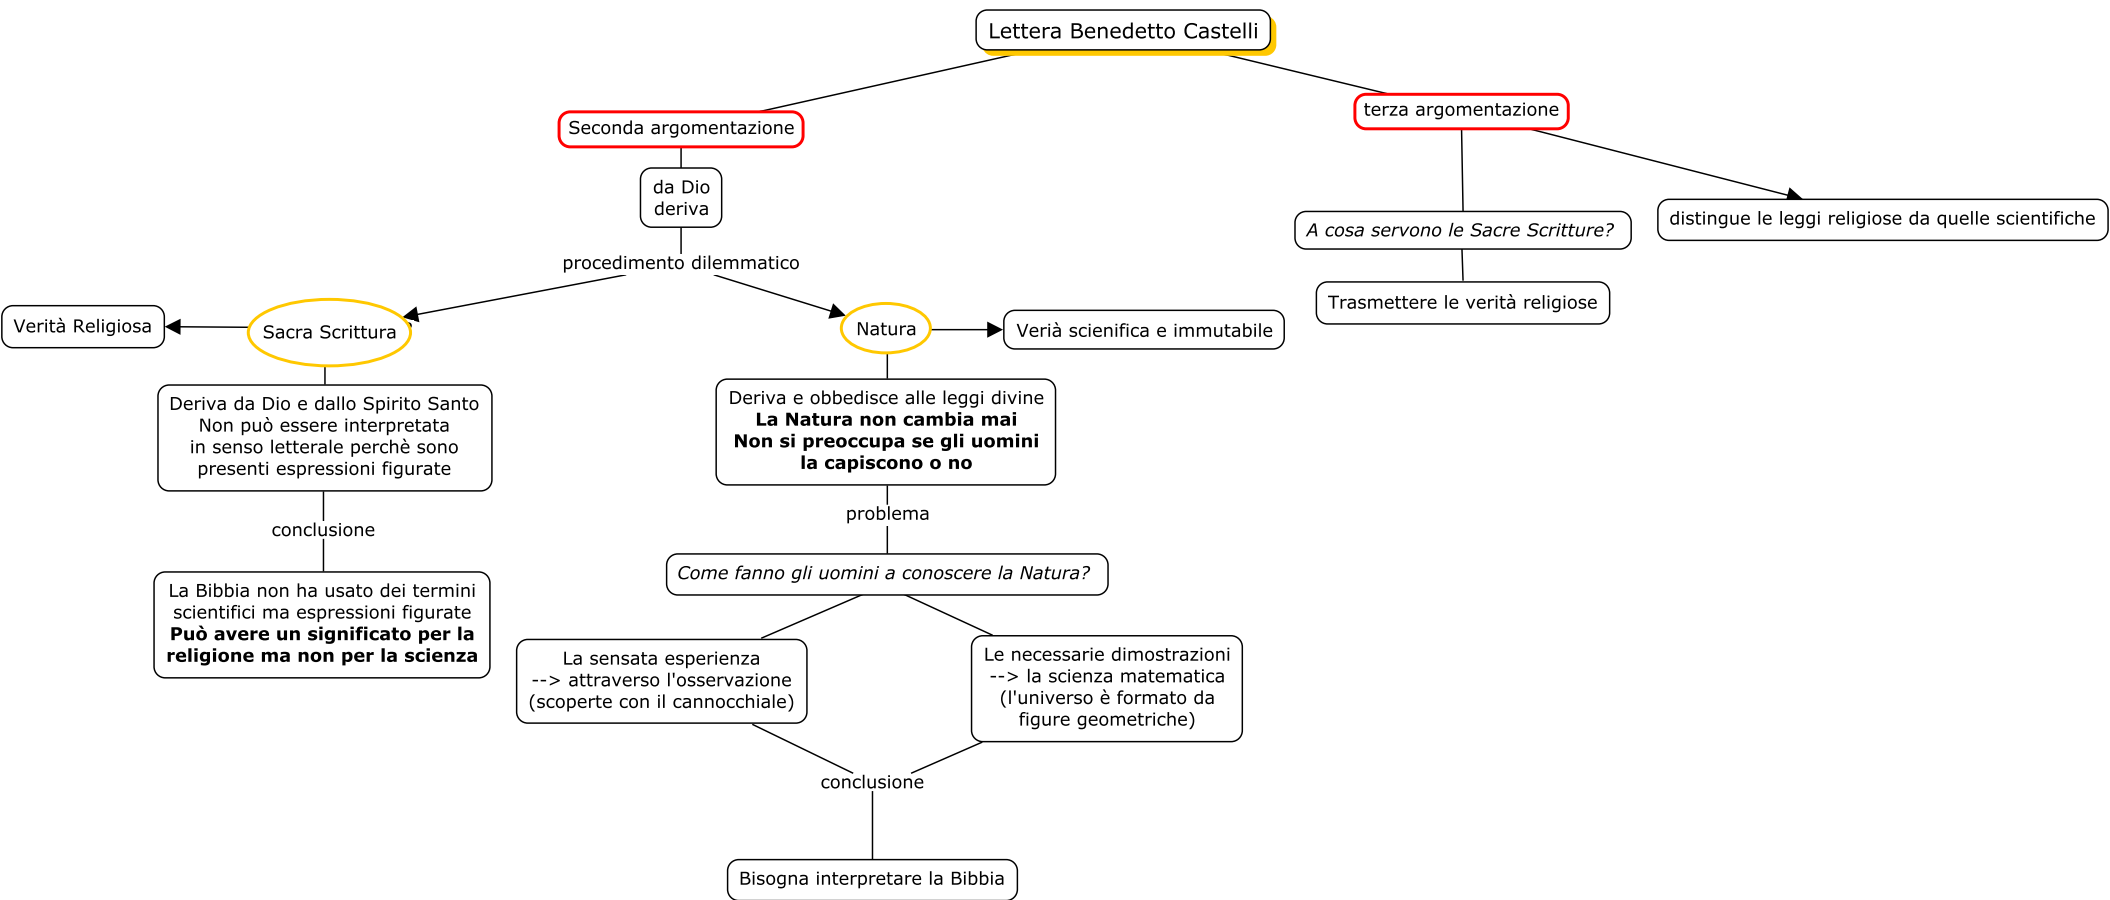 Lettera Benedetto Castelli
Seconda argomentazione
terza argomentazione
da Dio
deriva
procedimento dilemmatico
A cosa servono le Sacre Scritture?
distingue le leggi religiose da quelle scientifiche
Trasmettere le verità religiose
Verità Religiosa
Sacra Scrittura
Natura
Verià scienifica e immutabile
Deriva da Dio e dallo Spirito Santo
Non può essere interpretata
in senso letterale perchè sono
presenti espressioni figurate
Deriva e obbedisce alle leggi divine
La Natura non cambia mai
Non si preoccupa se gli uomini
la capiscono o no
conclusione
problema
La Bibbia non ha usato dei termini
scientifici ma espressioni figurate
Può avere un significato per la
religione ma non per la scienza
Come fanno gli uomini a conoscere la Natura?
La sensata esperienza
--> attraverso l'osservazione
(scoperte con il cannocchiale)
Le necessarie dimostrazioni
--> la scienza matematica
(l'universo è formato da
figure geometriche)
conclusione
Bisogna interpretare la Bibbia